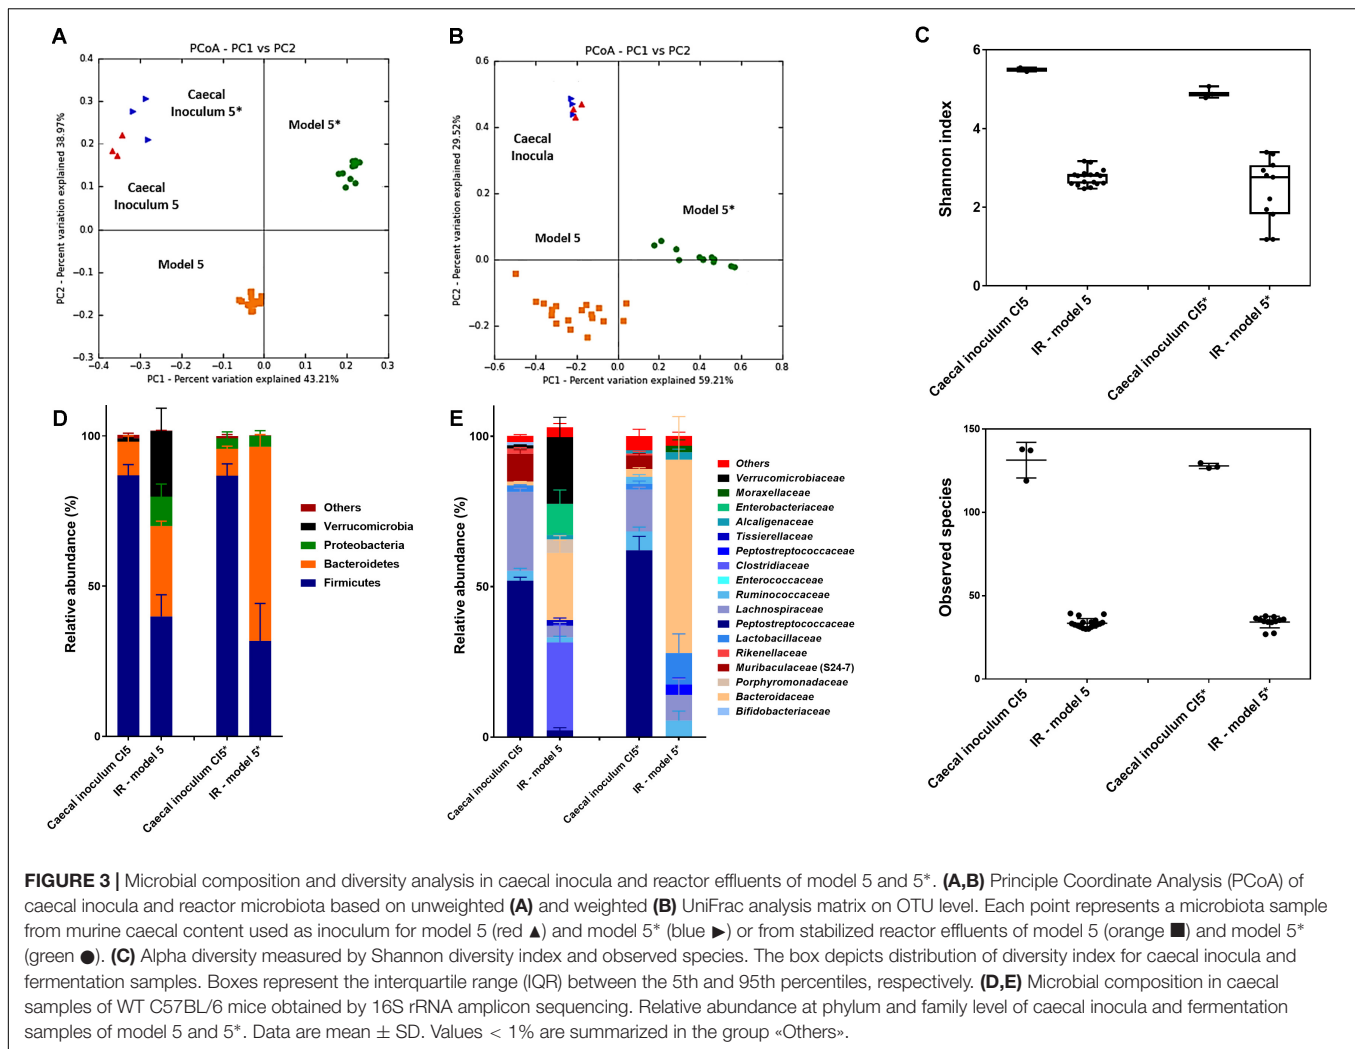 A
PCoA - PC1 vs PC2
0.4
0.3
0.2
0.1
0.0
−0.1
−0.2
−0.3
PC2 - Percent variation explained 38.97%
Caecal
Inoculum 5*
Model 5*
Caecal
Inoculum 5
Model 5
−0.4 −0.3 −0.2 −0.1 0.0 0.1 0.2 0.3
PC1 - Percent variation explained 43.21%
B
PCoA - PC1 vs PC2
0.6
0.4
0.2
0.0
−0.2
PC2 - Percent variation explained 29.52%
Caecal
Inocula
Model 5*
Model 5
−0.6 −0.4 −0.2 0.0 0.2 0.4 0.6 0.8
PC1 - Percent variation explained 59.21%
C
6
4
2
0
Shannon index
Caecal inoculum CI5
IR - model 5
Caecal inoculum CI5*
IR - model 5*
150
100
50
0
Observed species
Caecal inoculum CI5
IR - model 5
Caecal inoculum CI5*
IR - model 5*
D
100
50
0
Relative abundance (%)
Caecal inoculum CI5
IR - model 5
Caecal inoculum CI5*
IR - model 5*
Others
Verrucomicrobia
Proteobacteria
Bacteroidetes
Firmicutes
E
100
50
0
Relative abundance (%)
Caecal inoculum CI5
IR - model 5
Caecal inoculum CI5*
IR - model 5*
Others
Verrucomicrobiaceae
Moraxellaceae
Enterobacteriaceae
Alcaligenaceae
Tissierellaceae
Peptostreptococcaceae
Clostridiaceae
Enterococcaceae
Ruminococcaceae
Lachnospiraceae
Peptostreptococcaceae
Lactobacillaceae
Rikenellaceae
Muribaculaceae (S24-7)
Porphyromonadaceae
Bacteroidaceae
Bifidobacteriaceae
FIGURE 3 | Microbial composition and diversity analysis in caecal inocula and reactor effluents of model 5 and 5*. (A,B) Principle Coordinate Analysis (PCoA) of
caecal inocula and reactor microbiota based on unweighted (A) and weighted (B) UniFrac analysis matrix on OTU level. Each point represents a microbiota sample
from murine caecal content used as inoculum for model 5 (red ▲) and model 5* (blue ►) or from stabilized reactor effluents of model 5 (orange ■) and model 5*
(green ●). (C) Alpha diversity measured by Shannon diversity index and observed species. The box depicts distribution of diversity index for caecal inocula and
fermentation samples. Boxes represent the interquartile range (IQR) between the 5th and 95th percentiles, respectively. (D,E) Microbial composition in caecal
samples of WT C57BL/6 mice obtained by 16S rRNA amplicon sequencing. Relative abundance at phylum and family level of caecal inocula and fermentation
samples of model 5 and 5*. Data are mean ± SD. Values < 1% are summarized in the group «Others».